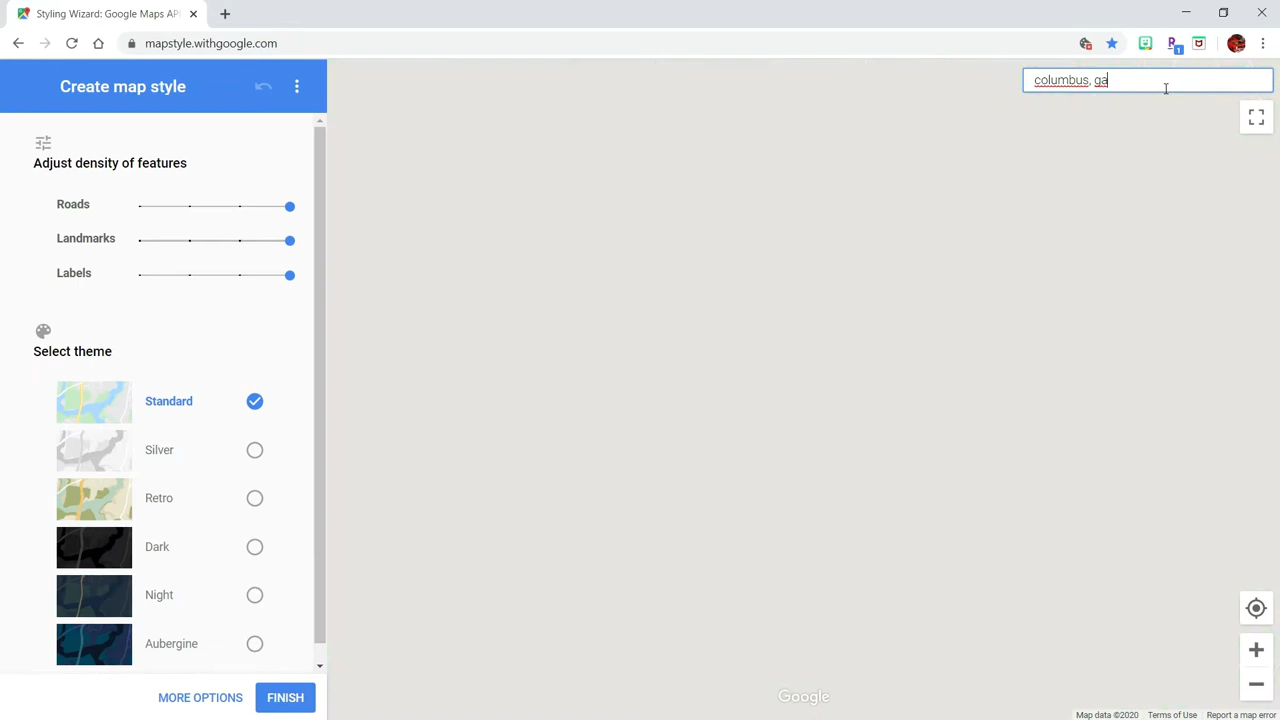 Styling Wizard: Google Maps API
mapstyle.withgoogle.com
1
Create map style
columbus, ga
Adjust density of features
Roads
Landmarks
Labels
Select theme
Standard
Silver
Retro
Dark
Night
Aubergine
MORE OPTIONS
FINISH
Google
Map data ©2020
Terms of Use
Report a map error